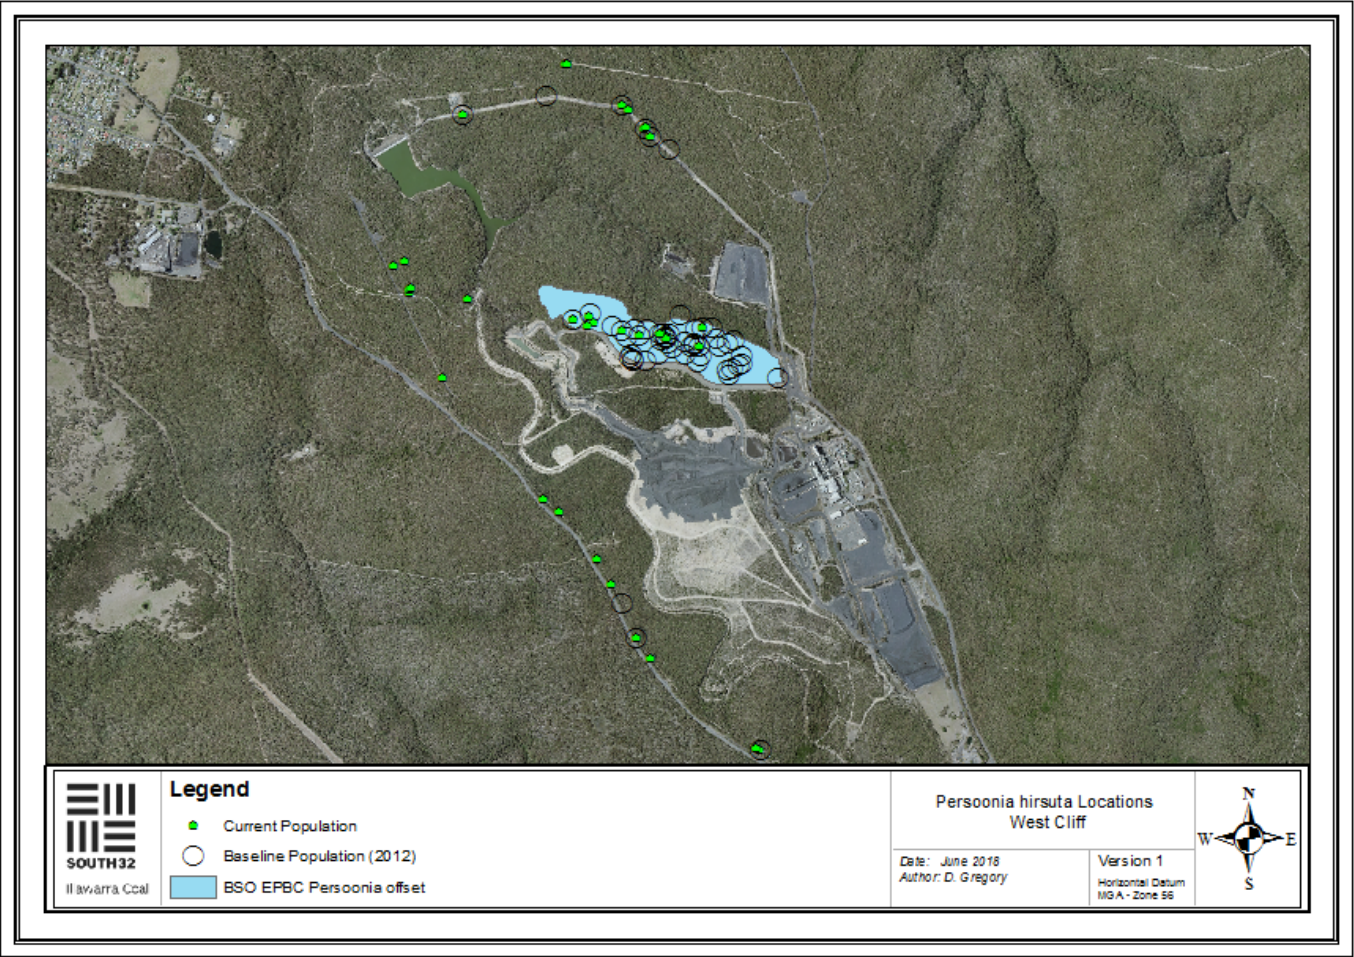 Legend
Current Population
Baseline Population (2012)
BSO EPBC Persoonia offset
SOUTH32
Illawarra Coal
Persoonia hirsuta Locations
West Cliff
Date: June 2018
Author: D. Gregory
Version 1
Horizontal Datum
MGA - Zone 56
N
W
E
S